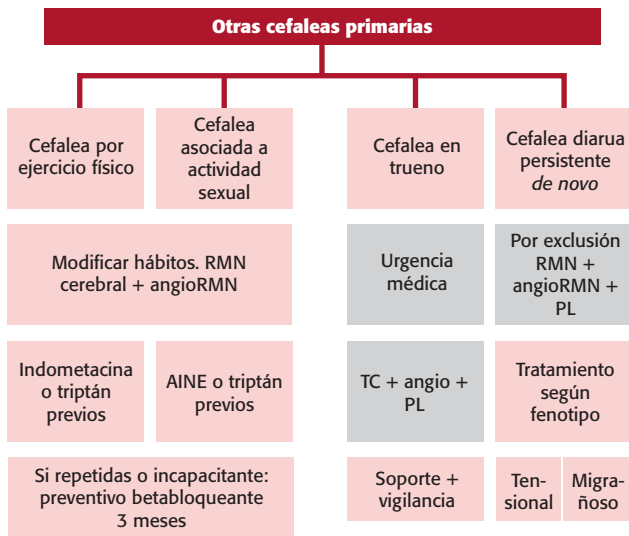 Otras cefaleas primarias
Cefalea por
ejercicio físico
Cefalea
asociada a
actividad
sexual
Cefalea en
trueno
Cefalea diarua
persistente
de novo
Modificar hábitos. RMN
cerebral + angioRMN
Urgencia
médica
Por exclusión
RMN +
angioRMN +
PL
Indometacina
o triptán
previos
AINE o triptán
previos
TC + angio +
PL
Tratamiento
según
fenotipo
Si repetidas o incapacitante:
preventivo betabloqueante
3 meses
Soporte +
vigilancia
Ten-
sional
Migra-
ñoso